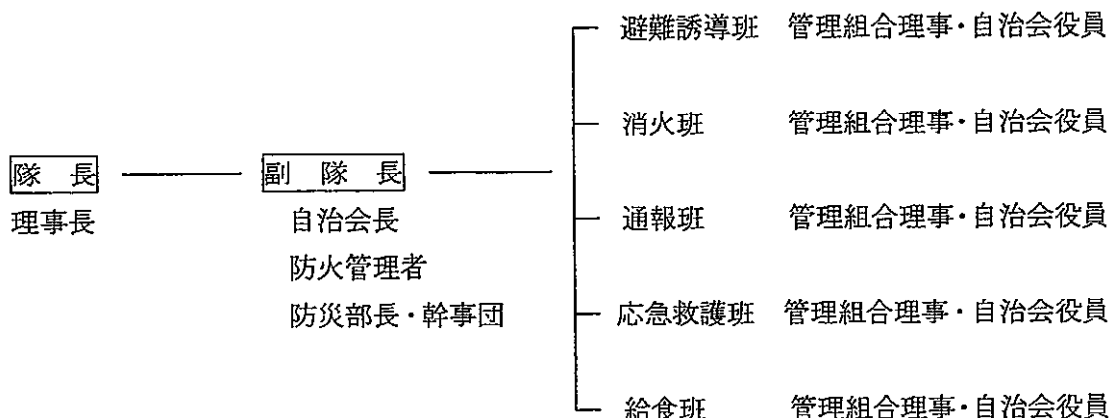 避難誘導班 管理組合理事・自治会役員
消火班 管理組合理事・自治会役員
隊 長
副 隊 長
理事長
自治会長
通報班 管理組合理事・自治会役員
防火管理者
防災部長・幹事団
応急救護班 管理組合理事・自治会役員
給食班 管理組合理事・自治会役員